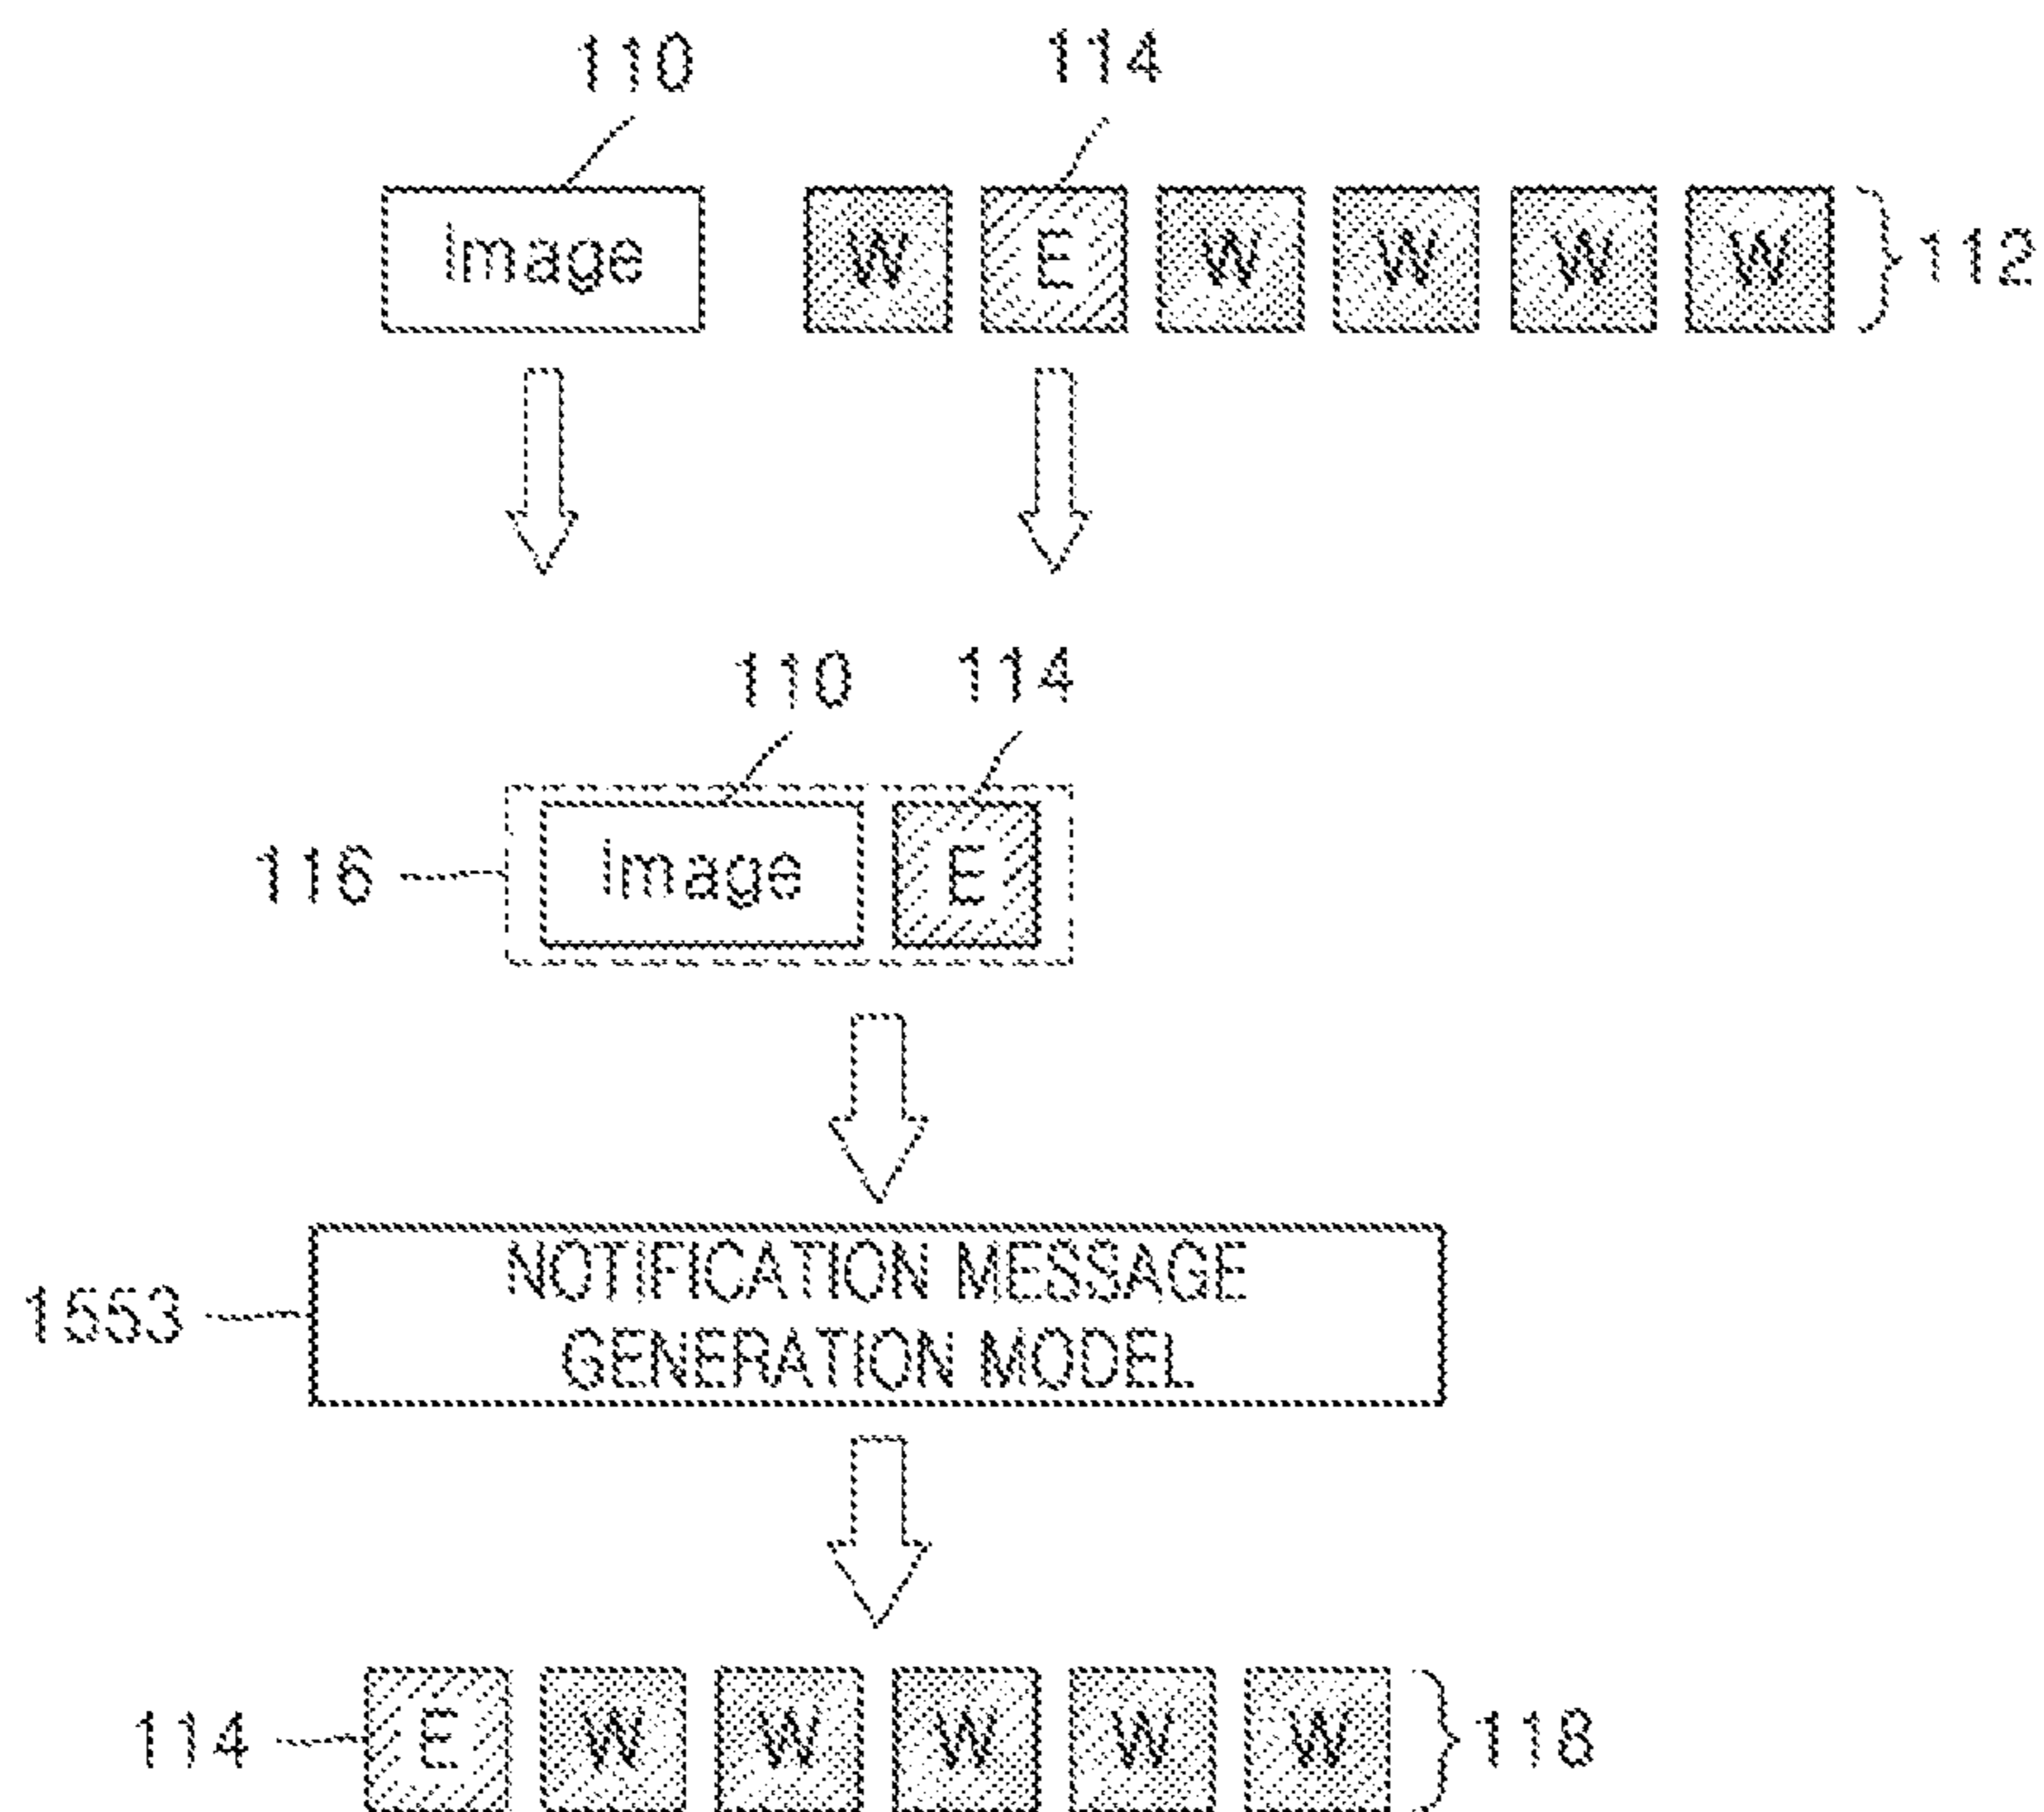 110 114
Image W E W W W W 112
110 114
116 Image E
1553 NOTIFICATION MESSAGE
GENERATION MODEL
114 E W W W W W 118